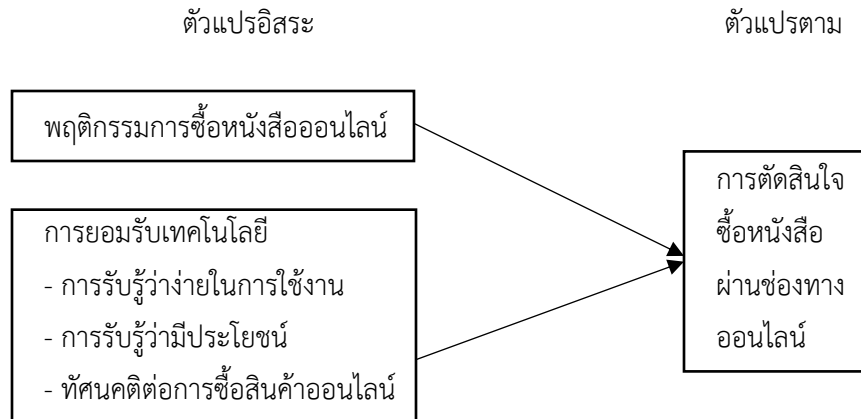 ตัวแปรอิสระ
ตัวแปรตาม
พฤติกรรมการซื้อหนังสือออนไลน์
การยอมรับเทคโนโลยี
- การรับรู้ว่าง่ายในการใช้งาน
- การรับรู้ว่ามีประโยชน์
- ทัศนคติต่อการซื้อสินค้าออนไลน์
การตัดสินใจ
ซื้อหนังสือ
ผ่านช่องทาง
ออนไลน์